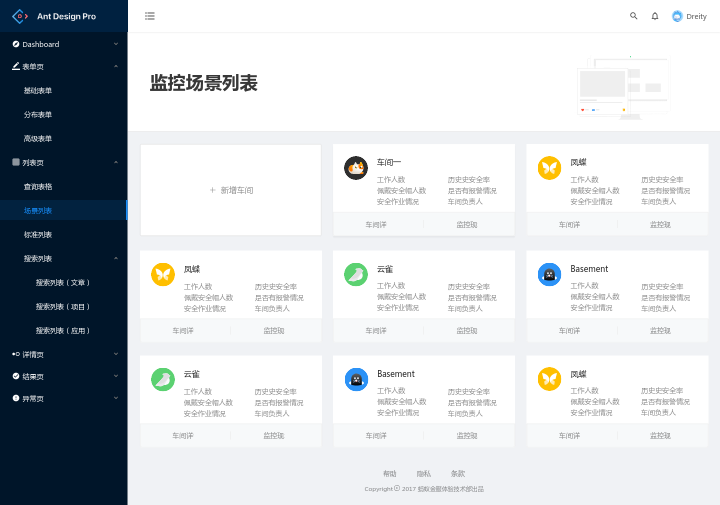 Ant Design Pro
Dreity
Dashboard
表单页
基础表单
分布表单
高级表单
列表页
查询表格
场景列表
标准列表
搜索列表
搜索列表（文章）
搜索列表（项目）
搜索列表（应用）
详情页
结果页
异常页
监控场景列表
+ 新增车间
车间一
工作人数 历史安全率
佩戴安全帽人数 是否有报警情况
安全作业情况 车间负责人
车间详 监控现
凤蝶
工作人数 历史安全率
佩戴安全帽人数 是否有报警情况
安全作业情况 车间负责人
车间详 监控现
凤蝶
工作人数 历史安全率
佩戴安全帽人数 是否有报警情况
安全作业情况 车间负责人
车间详 监控现
云雀
工作人数 历史安全率
佩戴安全帽人数 是否有报警情况
安全作业情况 车间负责人
车间详 监控现
Basement
工作人数 历史安全率
佩戴安全帽人数 是否有报警情况
安全作业情况 车间负责人
车间详 监控现
云雀
工作人数 历史安全率
佩戴安全帽人数 是否有报警情况
安全作业情况 车间负责人
车间详 监控现
Basement
工作人数 历史安全率
佩戴安全帽人数 是否有报警情况
安全作业情况 车间负责人
车间详 监控现
凤蝶
工作人数 历史安全率
佩戴安全帽人数 是否有报警情况
安全作业情况 车间负责人
车间详 监控现
帮助 隐私 条款
Copyright © 2017 蚂蚁金服体验技术部出品